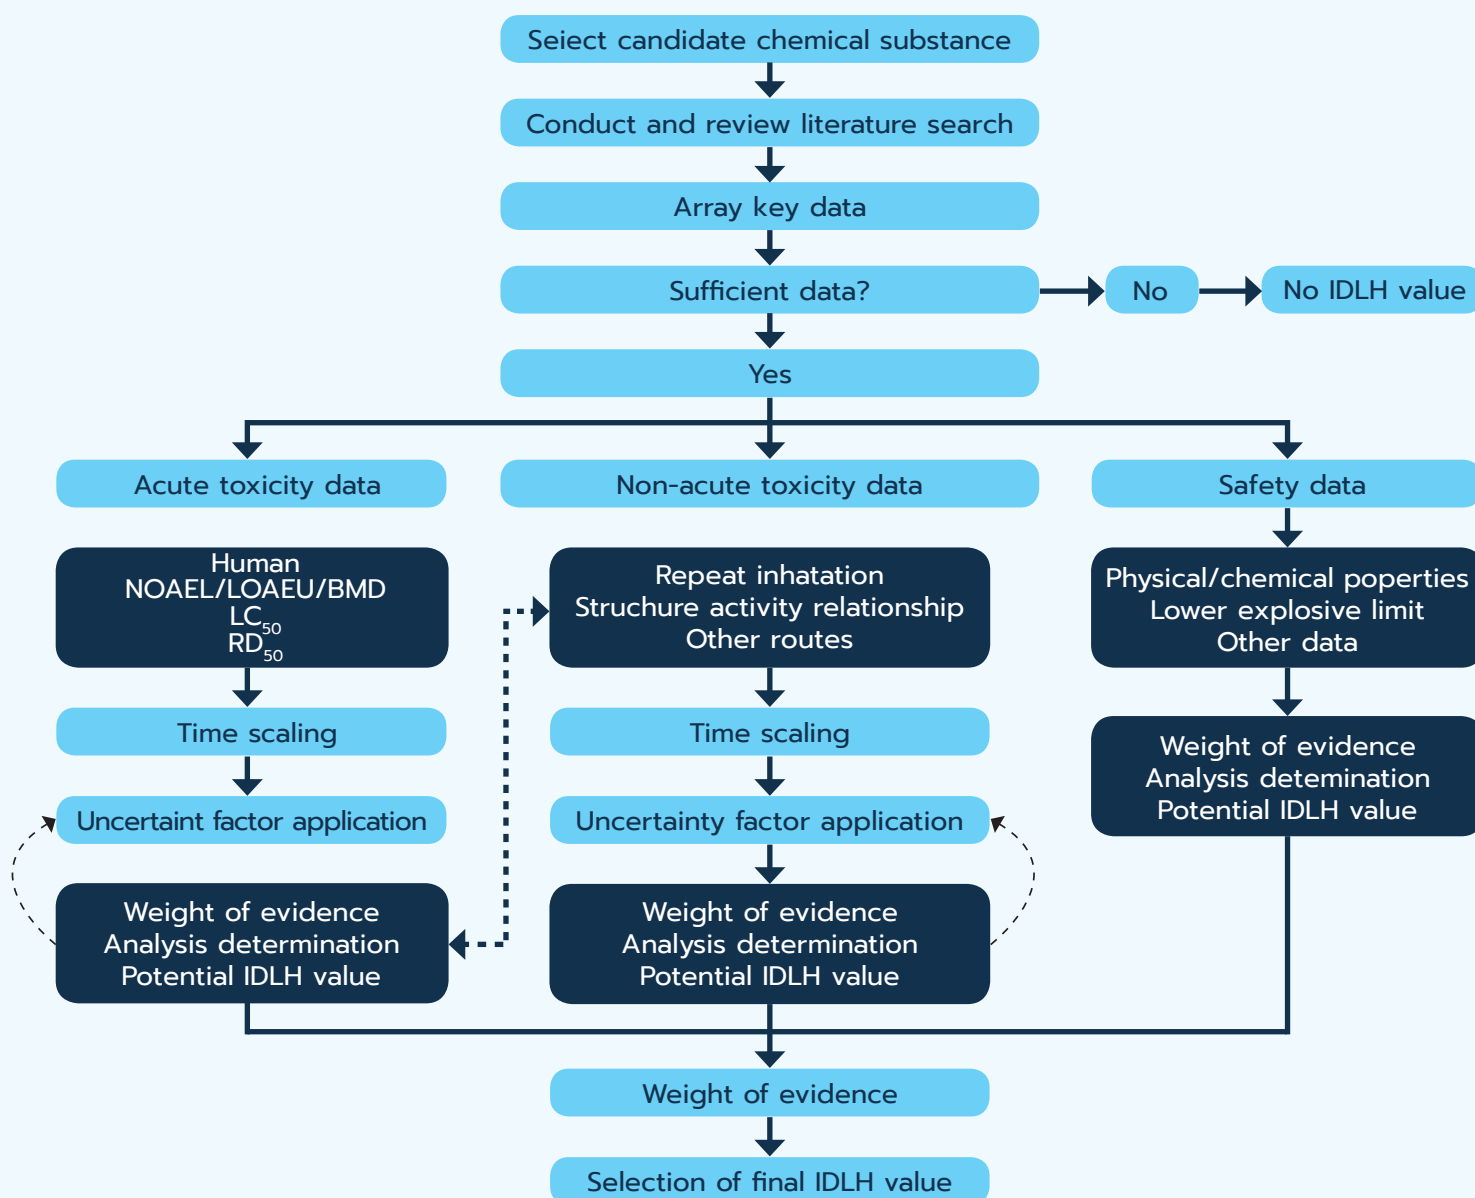 Seiect candidate chemical substance
Conduct and review literature search
Array key data
Sufficient data?
No
No IDLH value
Yes
Acute toxicity data
Non-acute toxicity data
Safety data
Human
NOAEL/LOAEU/BMD
LC50
RD50
Repeat inhatation
Struchure activity relationship
Other routes
Physical/chemical poperties
Lower explosive limit
Other data
Time scaling
Time scaling
Weight of evidence
Analysis detemination
Potential IDLH value
Uncertaint factor application
Uncertainty factor application
Weight of evidence
Analysis determination
Potential IDLH value
Weight of evidence
Analysis determination
Potential IDLH value
Weight of evidence
Selection of final IDLH value